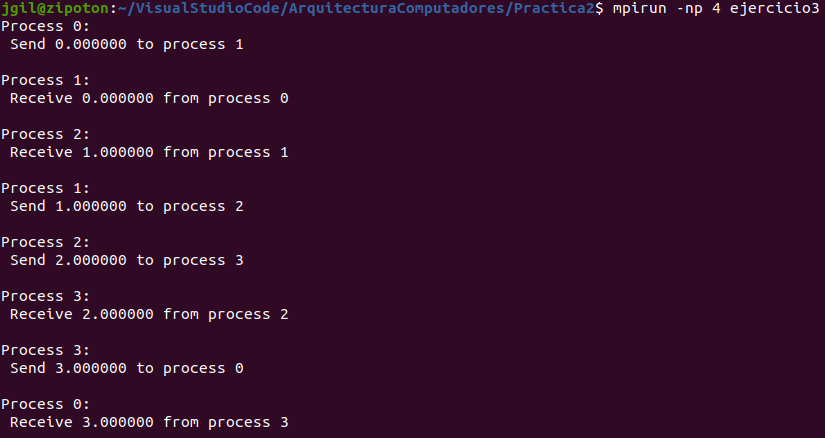 jgil@zipoton:~/VisualStudioCode/ArquitecturaComputadores/Practica2$ mpirun -np 4 ejercicio3
Process 0:
 Send 0.000000 to process 1

Process 1:
 Receive 0.000000 from process 0

Process 2:
 Receive 1.000000 from process 1

Process 1:
 Send 1.000000 to process 2

Process 2:
 Send 2.000000 to process 3

Process 3:
 Receive 2.000000 from process 2

Process 3:
 Send 3.000000 to process 0

Process 0:
 Receive 3.000000 from process 3